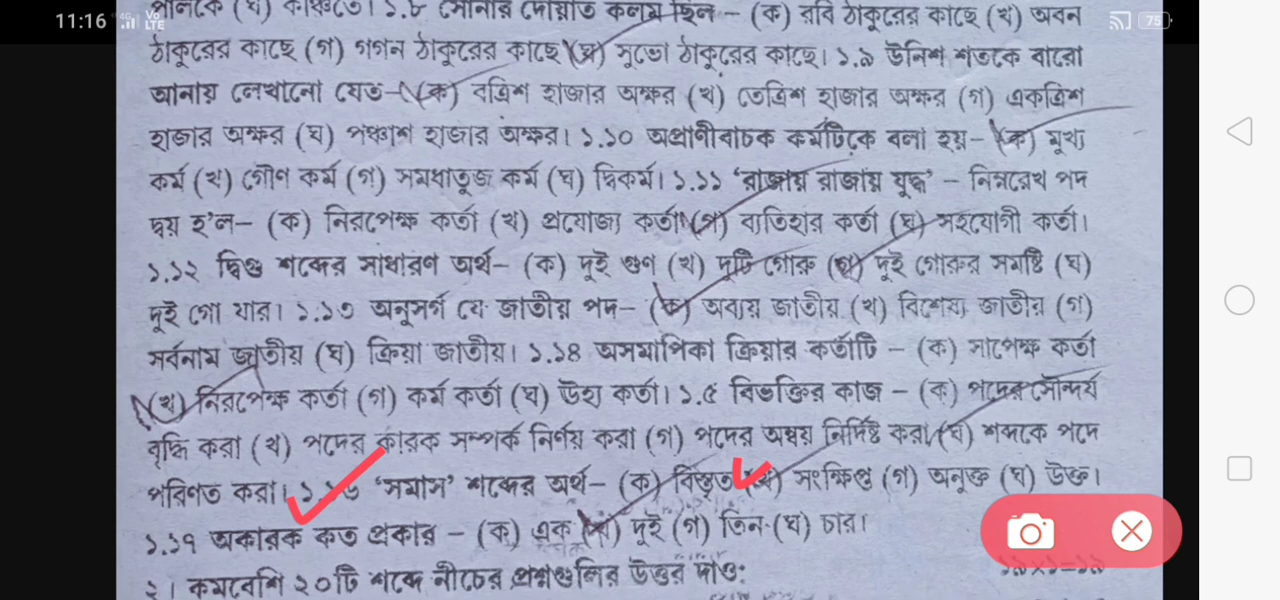 11:16 4G Vo LTE 75
(ঘ) কাঞ্চতে। ১.৮ সোনার দোয়াত কলম ছিল – (ক) রবি ঠাকুরের কাছে (খ) অবন
ঠাকুরের কাছে (গ) গগন ঠাকুরের কাছে (ঘ) সুভো ঠাকুরের কাছে। ১.৯ উনিশ শতকে বারো
আনায় লেখানো যেত– (ক) বত্রিশ হাজার অক্ষর (খ) তেত্রিশ হাজার অক্ষর (গ) একত্রিশ
হাজার অক্ষর (ঘ) পঞ্চাশ হাজার অক্ষর। ১.১০ অপ্রাণীবাচক কর্মটিকে বলা হয়– (ক) মুখ্য
কর্ম (খ) গৌণ কর্ম (গ) সমধাতুজ কর্ম (ঘ) দ্বিকর্ম। ১.১১ ‘রাজায় রাজায় যুদ্ধ’ – নিম্নরেখ পদ
দ্বয় হ’ল– (ক) নিরপেক্ষ কর্তা (খ) প্রযোজ্য কর্তা (গ) ব্যতিহার কর্তা (ঘ) সহযোগী কর্তা।
১.১২ দ্বিগু শব্দের সাধারণ অর্থ– (ক) দুই গুণ (খ) দুটি গোরু (গ) দুই গোরুর সমষ্টি (ঘ)
দুই গো যার। ১.১৩ অনুসর্গ যে জাতীয় পদ– (ক) অব্যয় জাতীয় (খ) বিশেষ্য জাতীয় (গ)
সর্বনাম জাতীয় (ঘ) ক্রিয়া জাতীয়। ১.১৪ অসমাপিকা ক্রিয়ার কর্তাটি – (ক) সাপেক্ষ কর্তা
(খ) নিরপেক্ষ কর্তা (গ) কর্ম কর্তা (ঘ) উহ্য কর্তা। ১.৫ বিভক্তির কাজ – (ক) পদের সৌন্দর্য
বৃদ্ধি করা (খ) পদের কারক সম্পর্ক নির্ণয় করা (গ) পদের অন্বয় নির্দিষ্ট করা (ঘ) শব্দকে পদে
পরিণত করা। ১.১৬ ‘সমাস’ শব্দের অর্থ– (ক) বিস্তৃত (খ) সংক্ষিপ্ত (গ) অনুক্ত (ঘ) উক্ত।
১.১৭ অকারক কত প্রকার – (ক) এক (খ) দুই (গ) তিন (ঘ) চার।
২। কমবেশি ২০টি শব্দে নীচের প্রশ্নগুলির উত্তর দাও: